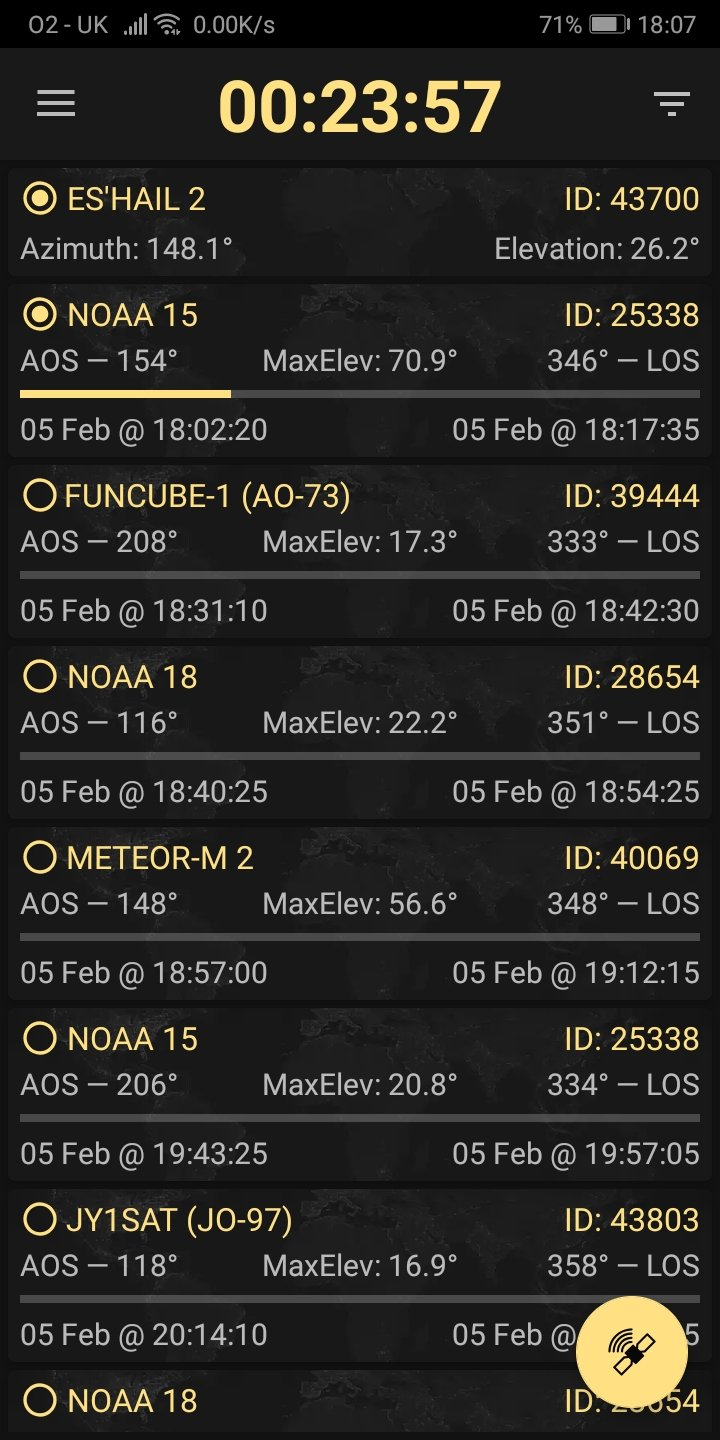 O2 - UK 0.00K/s 71% 18:07
00:23:57
ES'HAIL 2 ID: 43700
Azimuth: 148.1° Elevation: 26.2°
NOAA 15 ID: 25338
AOS — 154° MaxElev: 70.9° 346° — LOS
05 Feb @ 18:02:20 05 Feb @ 18:17:35
FUNCUBE-1 (AO-73) ID: 39444
AOS — 208° MaxElev: 17.3° 333° — LOS
05 Feb @ 18:31:10 05 Feb @ 18:42:30
NOAA 18 ID: 28654
AOS — 116° MaxElev: 22.2° 351° — LOS
05 Feb @ 18:40:25 05 Feb @ 18:54:25
METEOR-M 2 ID: 40069
AOS — 148° MaxElev: 56.6° 348° — LOS
05 Feb @ 18:57:00 05 Feb @ 19:12:15
NOAA 15 ID: 25338
AOS — 206° MaxElev: 20.8° 334° — LOS
05 Feb @ 19:43:25 05 Feb @ 19:57:05
JY1SAT (JO-97) ID: 43803
AOS — 118° MaxElev: 16.9° 358° — LOS
05 Feb @ 20:14:10 05 Feb @
NOAA 18 ID: